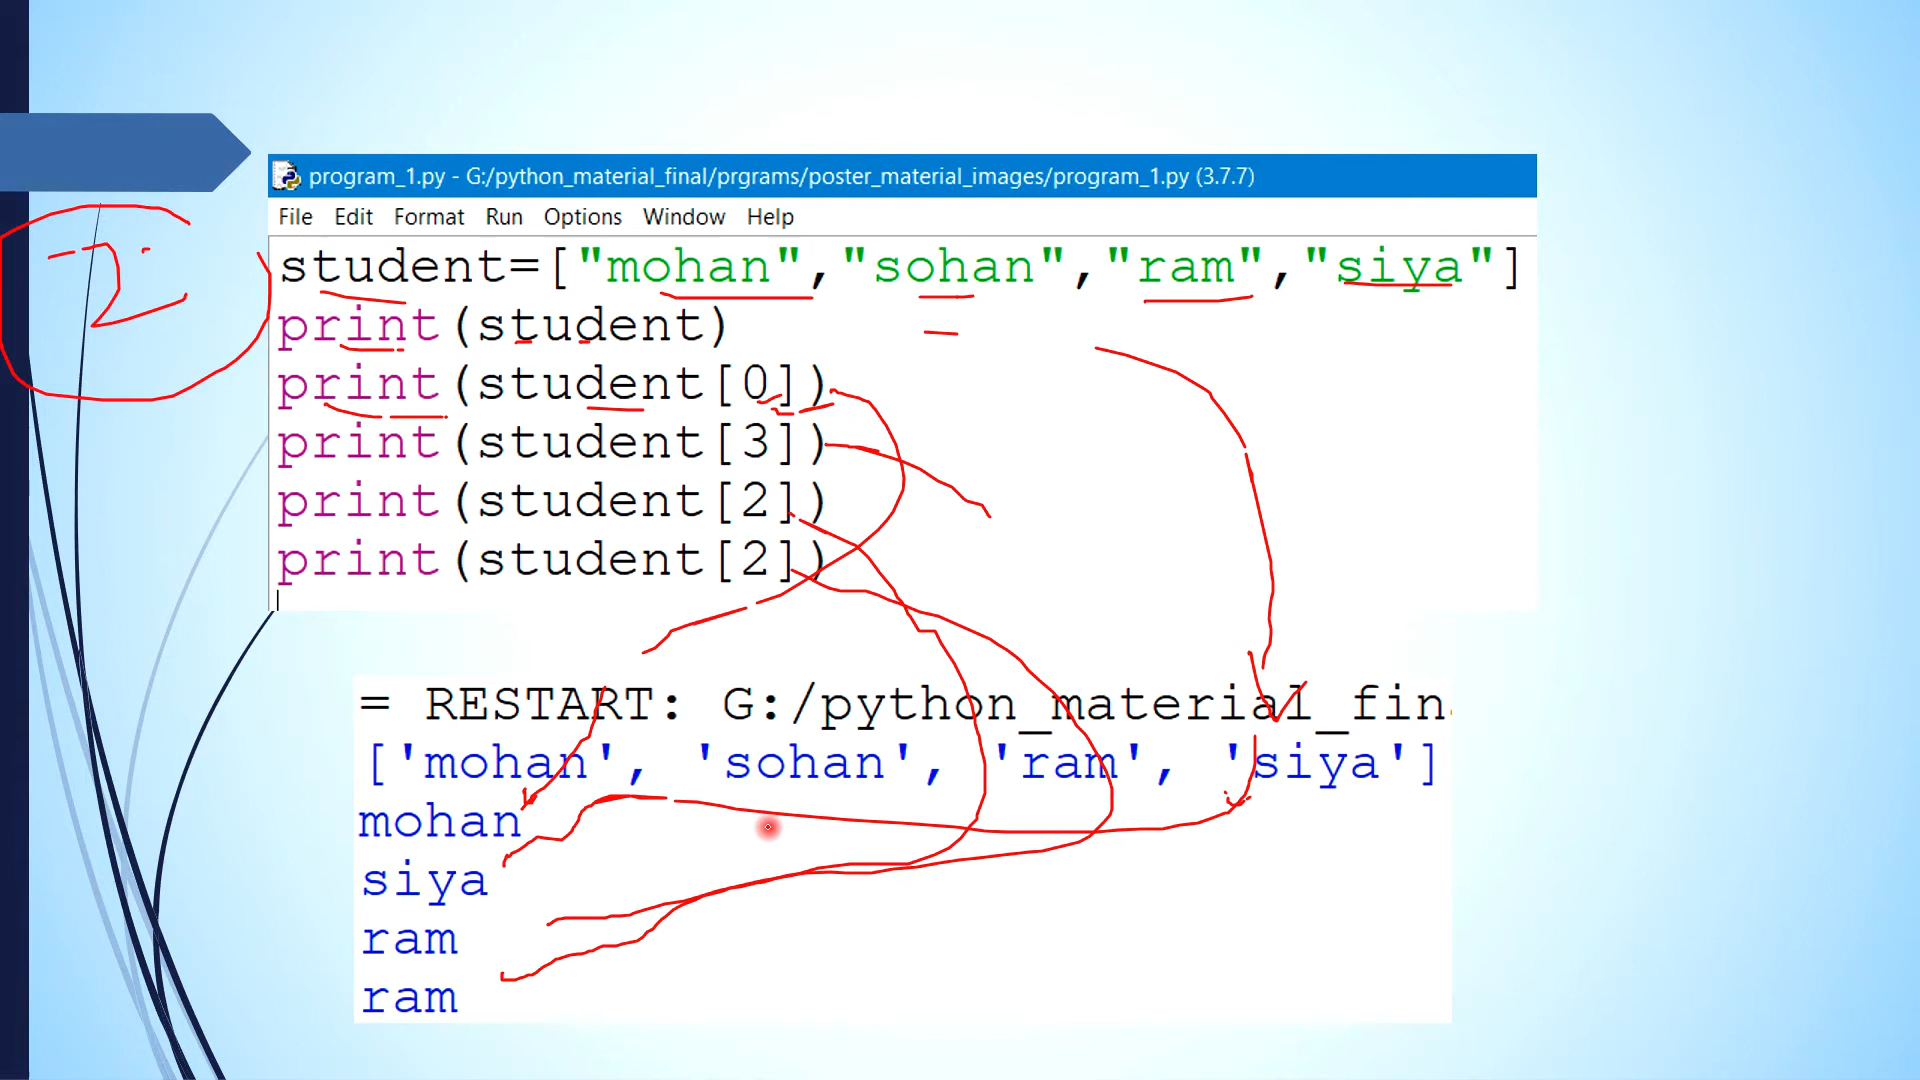 program_1.py - G:/python_material_final/prgrams/poster_material_images/program_1.py (3.7.7)
File Edit Format Run Options Window Help
student=["mohan","sohan","ram","siya"]
print(student)
print(student[0])
print(student[3])
print(student[2])
print(student[2])
= RESTART: G:/python_material_fin
['mohan', 'sohan', 'ram', 'siya']
mohan
siya
ram
ram